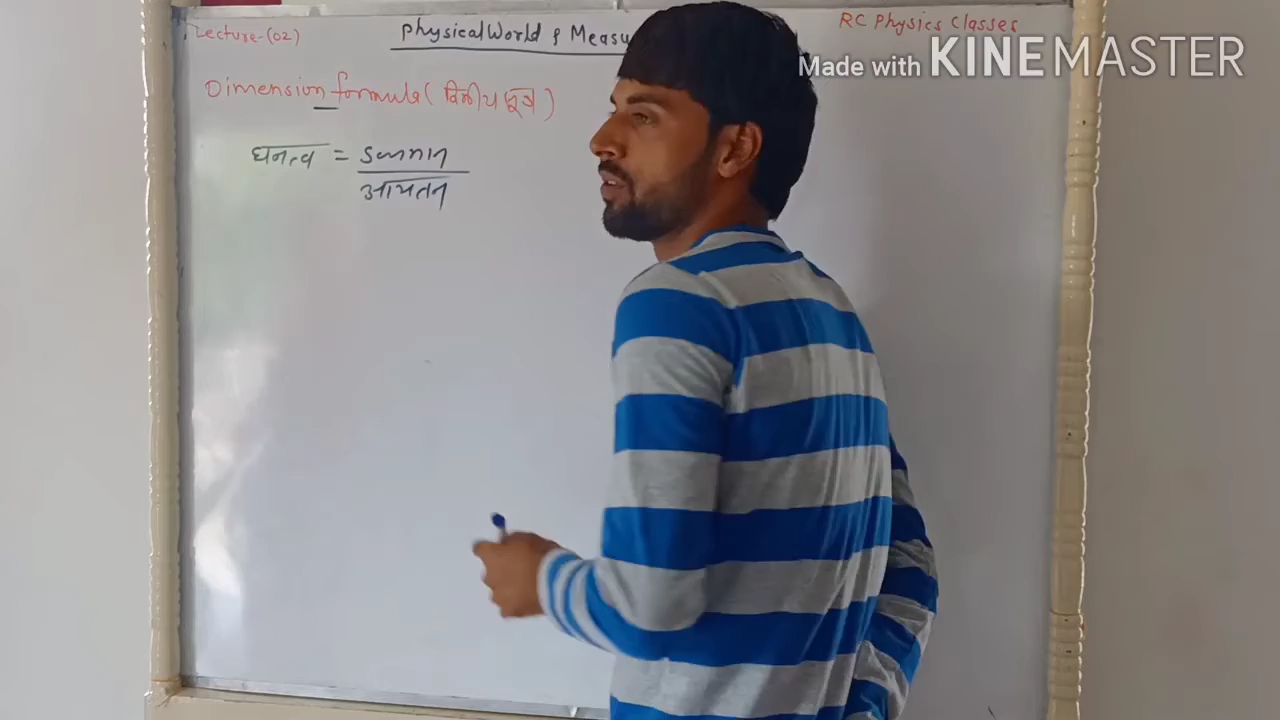 Lecture-(02)
Physical World & Measu
RC Physics Classes
Made with KINEMASTER
Dimension formula (विमीय सूत्र)
घनत्व = द्रव्यमान
आयतन